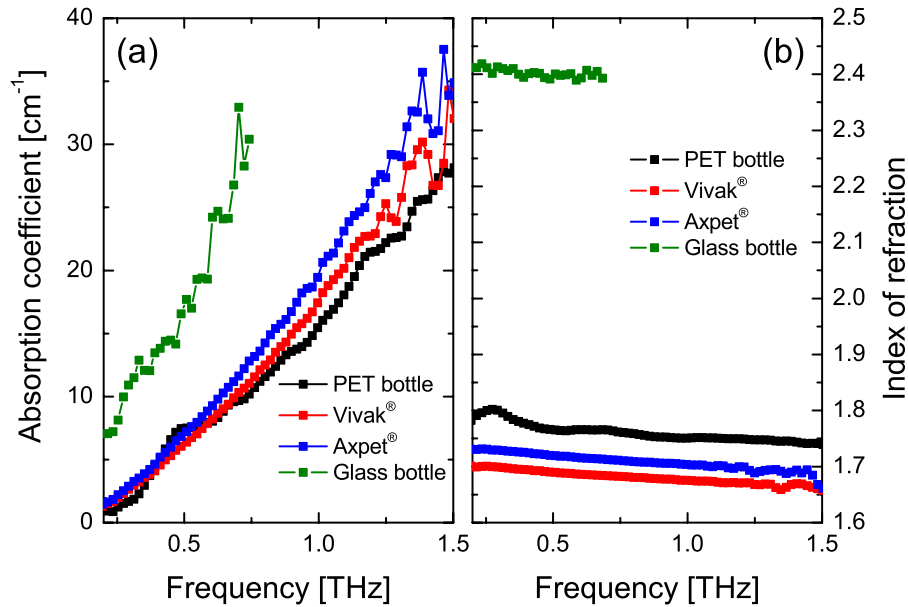 (a)
Absorption coefficient [cm⁻¹]
40
30
20
10
0
PET bottle
Vivak®
Axpet®
Glass bottle
0.5
1.0
1.5
Frequency [THz]
(b)
PET bottle
Vivak®
Axpet®
Glass bottle
2.5
2.4
2.3
2.2
2.1
2.0
1.9
1.8
1.7
1.6
Index of refraction
0.5
1.0
1.5
Frequency [THz]